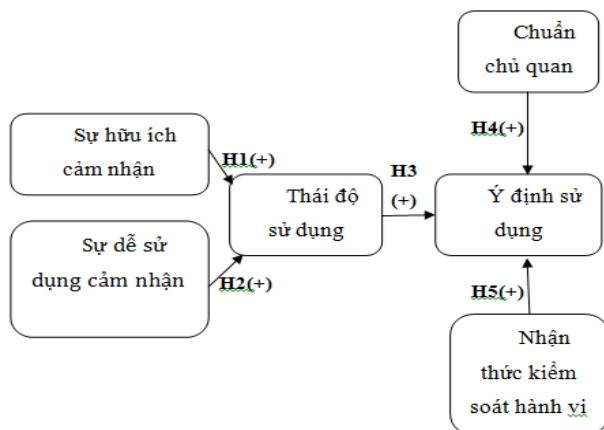 Chuẩn
chủ quan
H4(+)
Sự hữu ích
cảm nhận
H1(+)
Thái độ
sử dụng
H3
(+)
Ý định sử
dụng
Sự dễ sử
dụng cảm nhận
H2(+)
H5(+)
Nhận
thức kiểm
soát hành vị